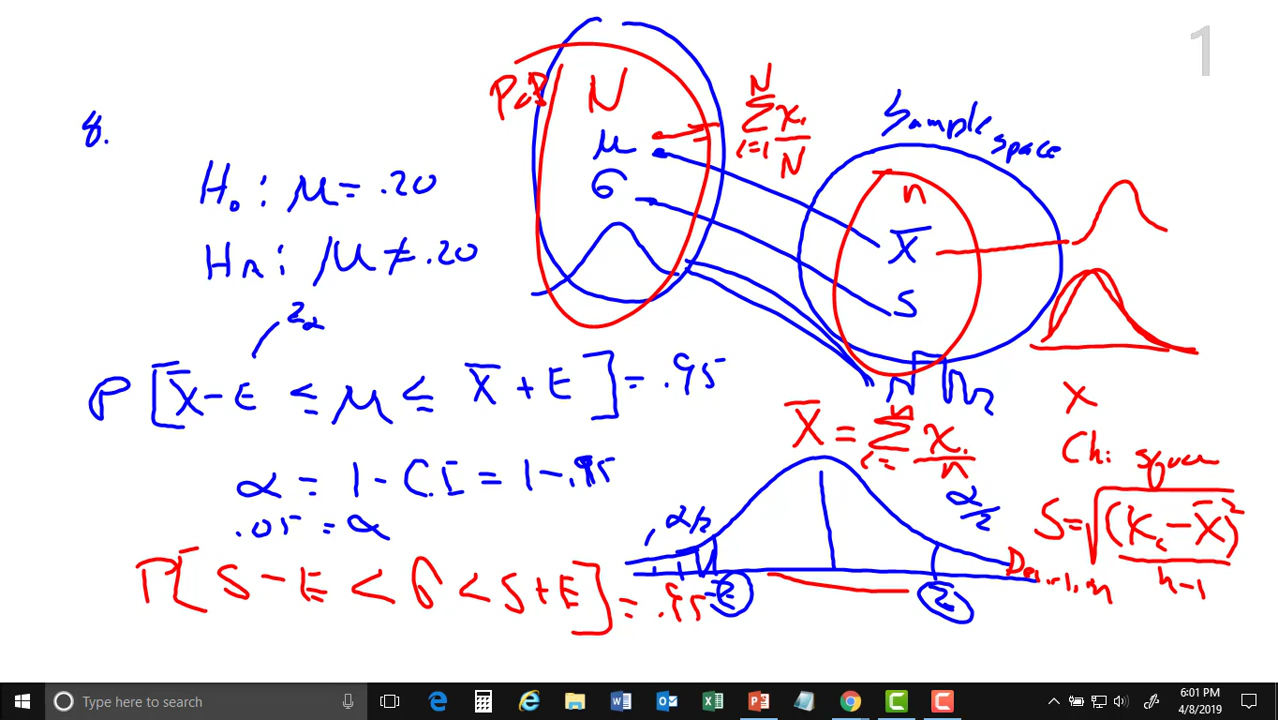 1
8.
H₀ : μ = .20
HA : μ ≠ .20
Zα
P [X̄ - E ≤ μ ≤ X̄ + E] = .95
α = 1 - C.I = 1 - .95
.05 = α
P[ S - E < σ < S + E] = .95
POP
N
μ
σ
N
Σ xᵢ
i=1 N
Sample space
n
X̄
S
X̄ = Σ xᵢ
n
i=
n
α/2
α/2
-Z
Z
X
Chi square
S = √(Xᵢ - X̄)²
n-1
Type here to search
6:01 PM
4/8/2019